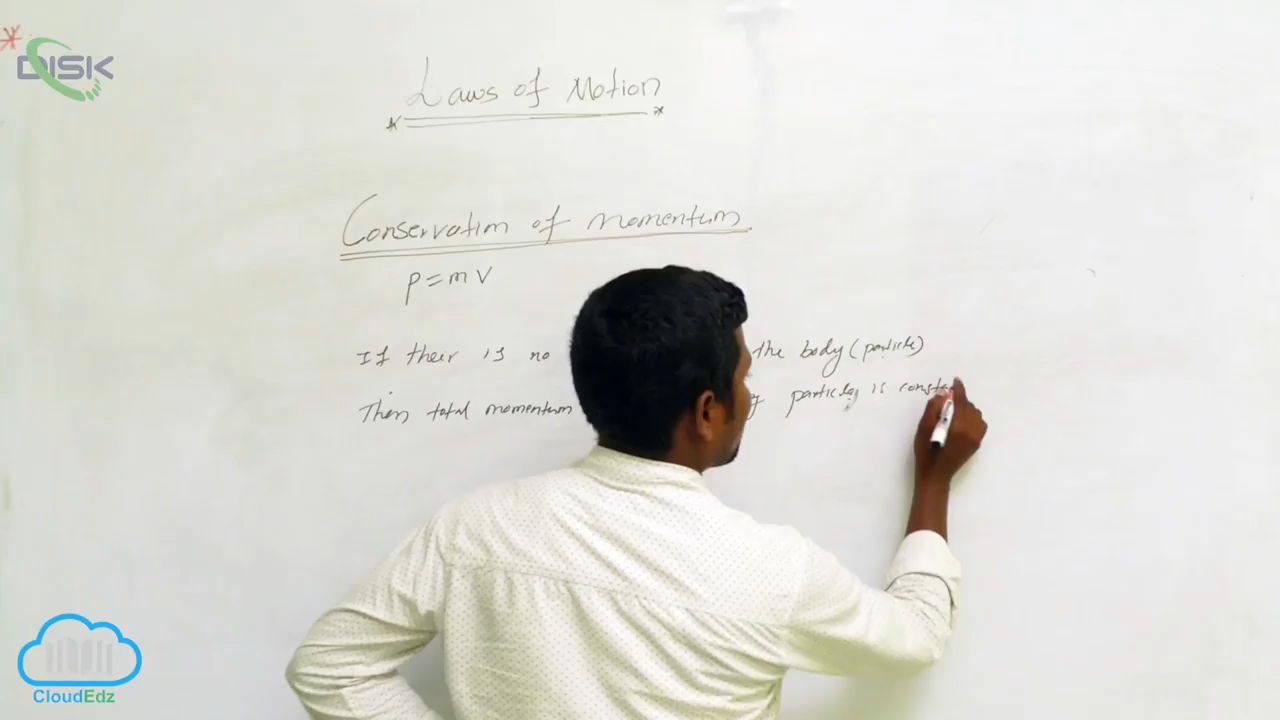 DISK
Laws of Motion
Conservation of momentum
P = m V
If their is no the body (particle)
Then total momentum particles is const
CloudEdz